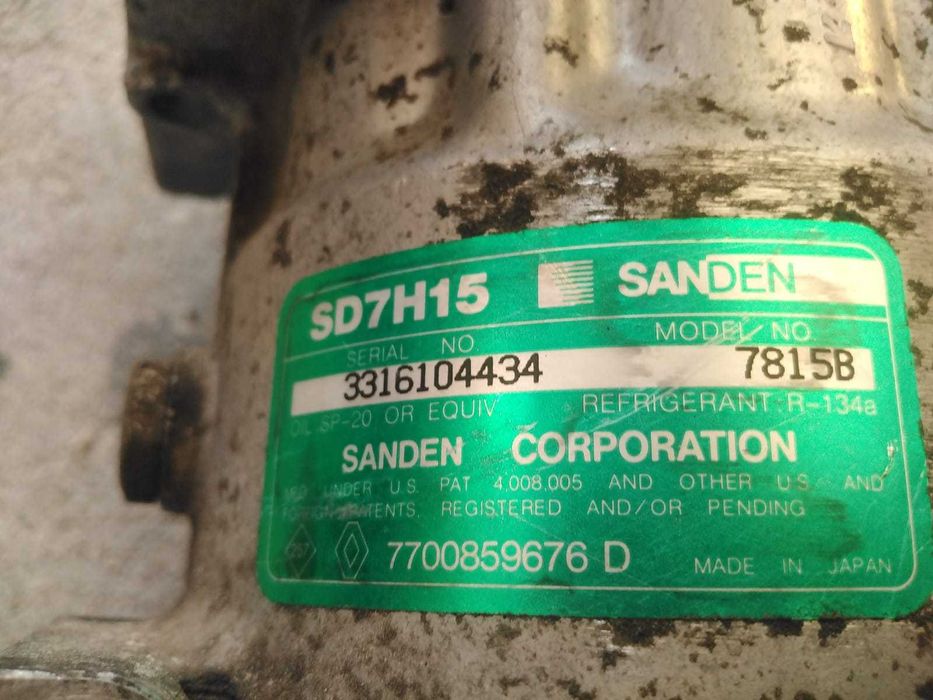 SD7H15 SANDEN
SERIAL NO. MODEL NO
3316104434 7815B
OIL SP-20 OR EQUIV REFRIGERANT R-134a
SANDEN CORPORATION
UNDER U.S. PAT 4.008.005 AND OTHER U.S. AND
FOREIGN PATENTS, REGISTERED AND/OR PENDING
7700859676 D MADE IN JAPAN